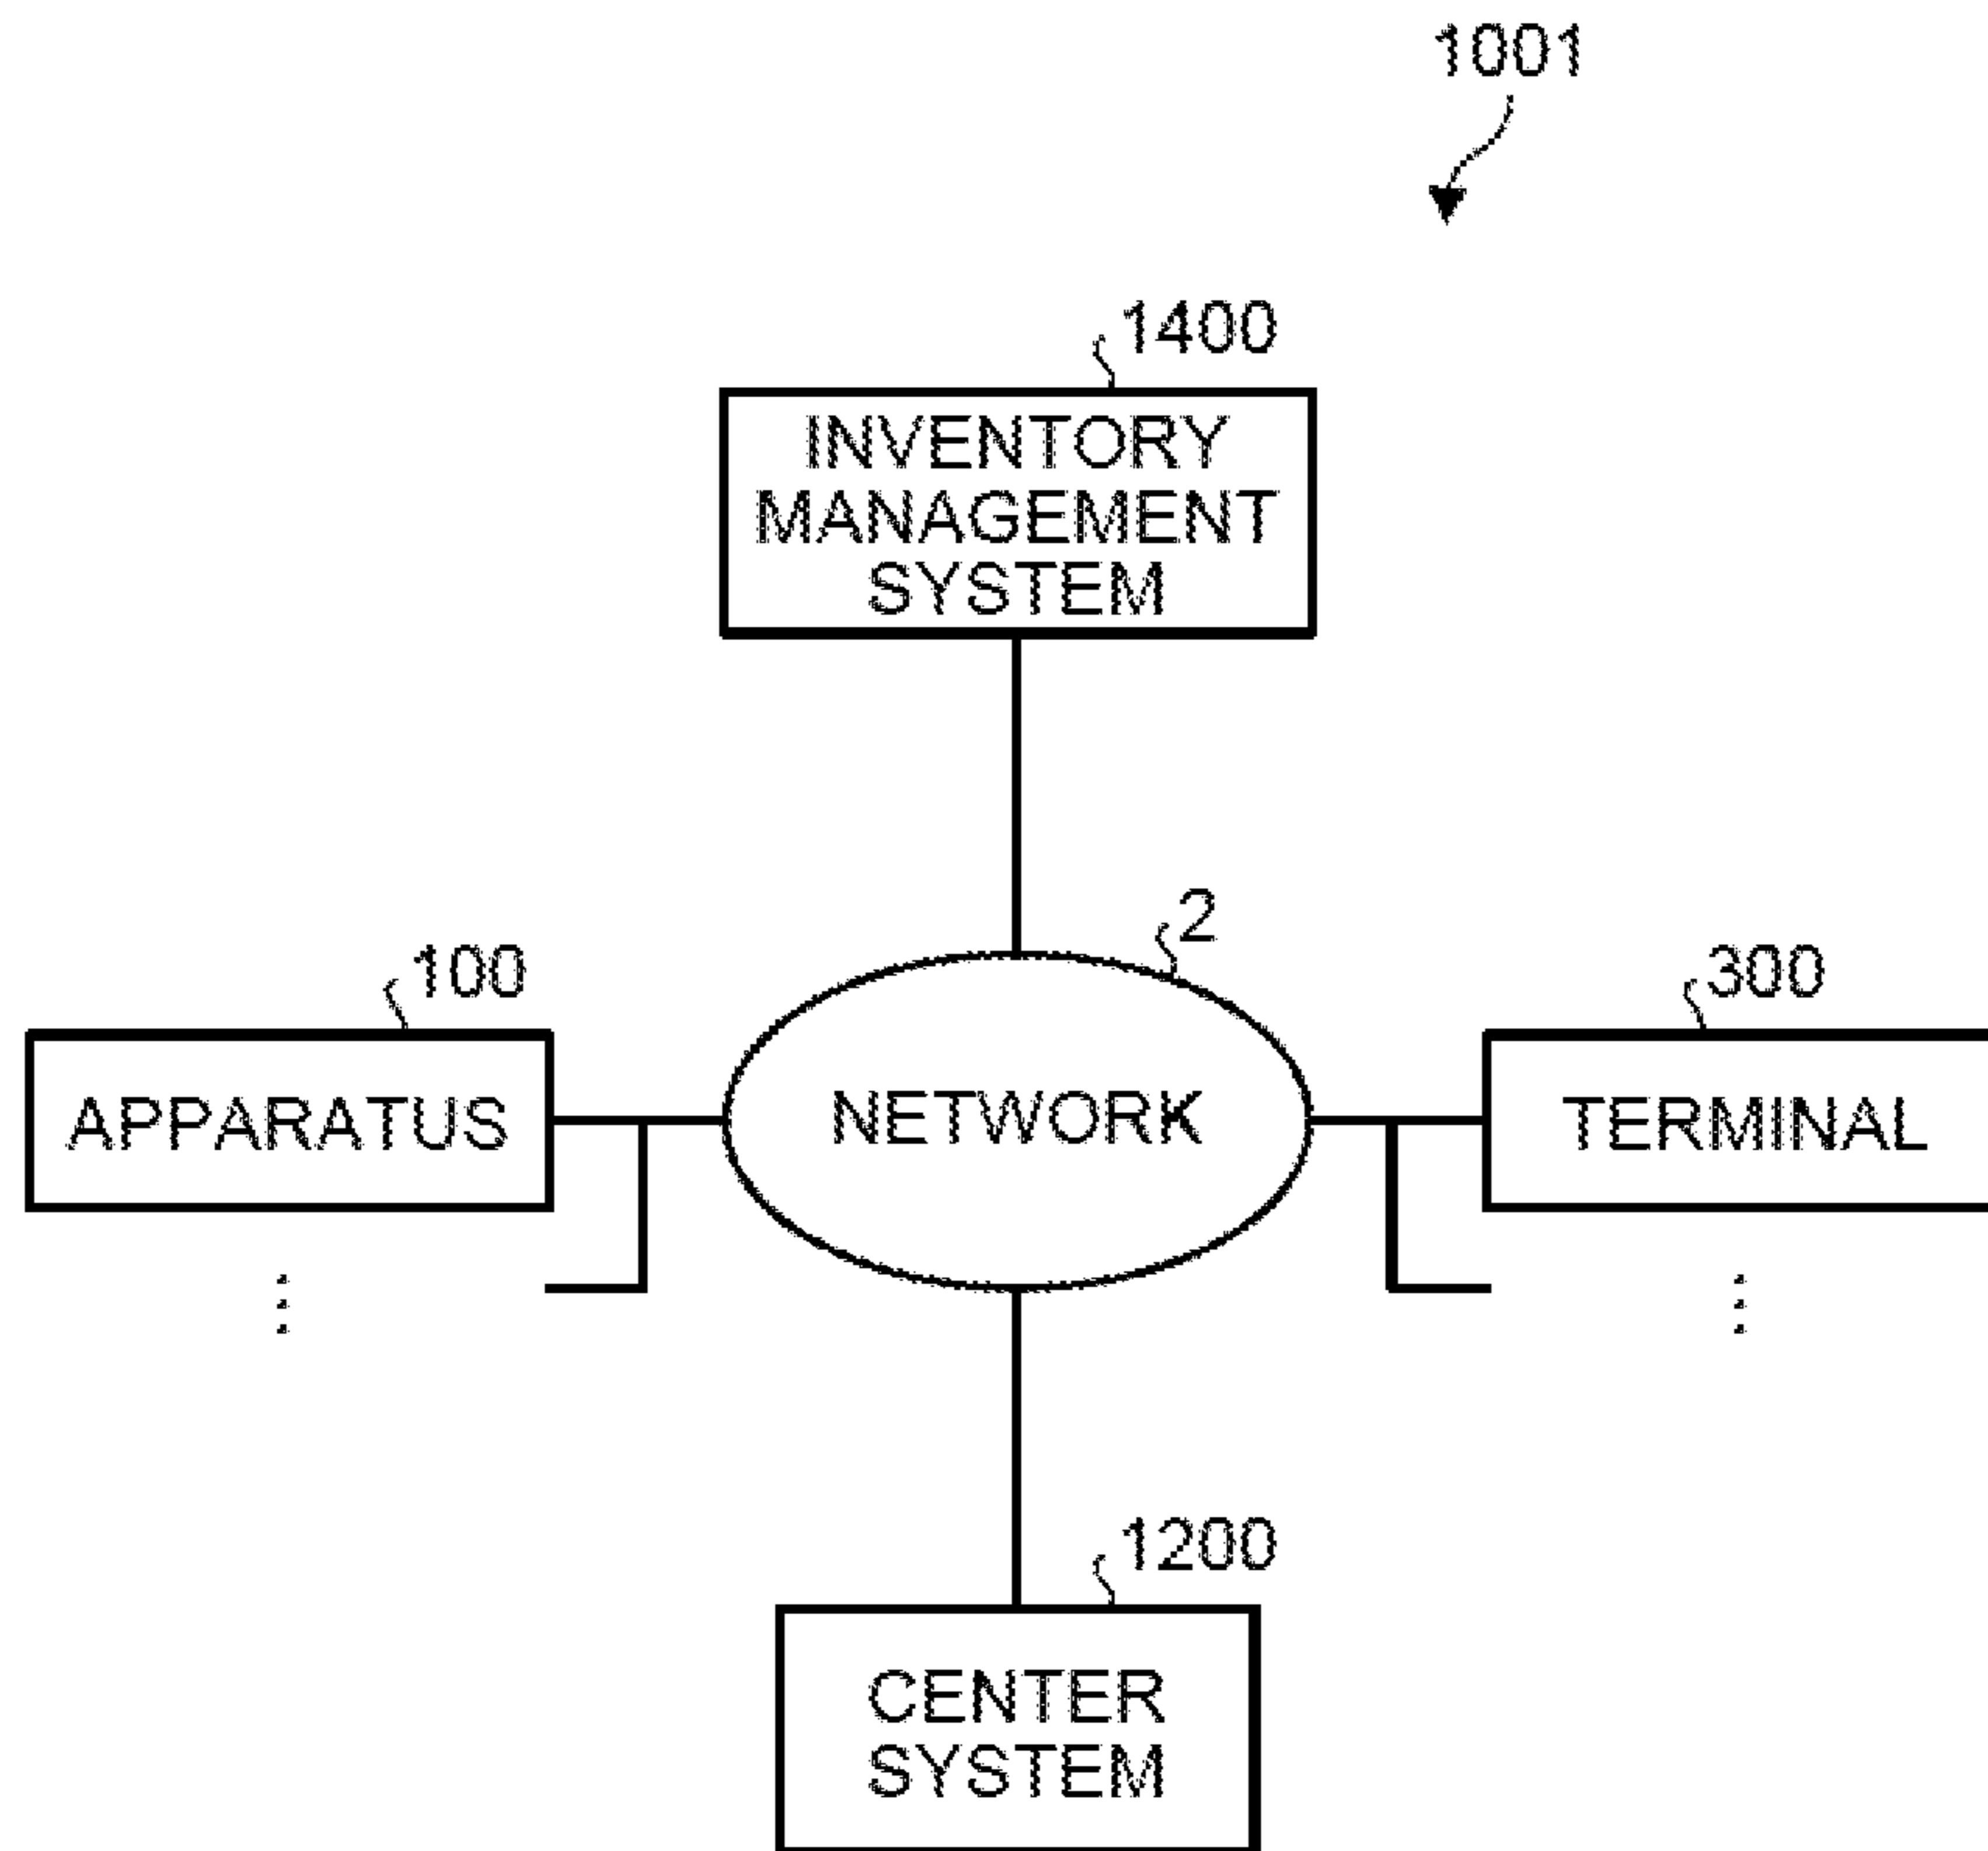 1001
1400
INVENTORY
MANAGEMENT
SYSTEM
2
100
300
APPARATUS
NETWORK
TERMINAL
1200
CENTER
SYSTEM